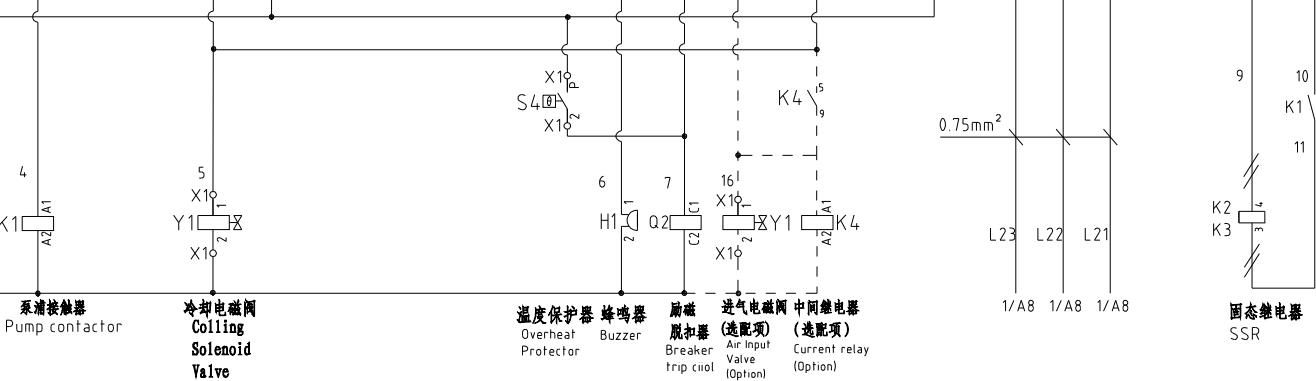 9
10
X1
P
S4
θ
2
X1
K4
5
9
K1
0.75mm²
11
4
5
6
7
16
X1
1
X1
1
K1
A1
A2
Y1
2
H1
1
2
Q2
C1
C2
Y1
2
A1
K4
A2
K2
K3
4
3
L23
L22
L21
X1
X1
泵浦接触器
Pump contactor
冷却电磁阀
Colling
Solenoid
Valve
温度保护器
Overheat
Protector
蜂鸣器
Buzzer
励磁
脱扣器
Breaker
trip ciiol
进气电磁阀
(选配项)
Air Input
Valve
(Option)
中间继电器
(选配项)
Current relay
(Option)
1/A8
1/A8
1/A8
固态继电器
SSR